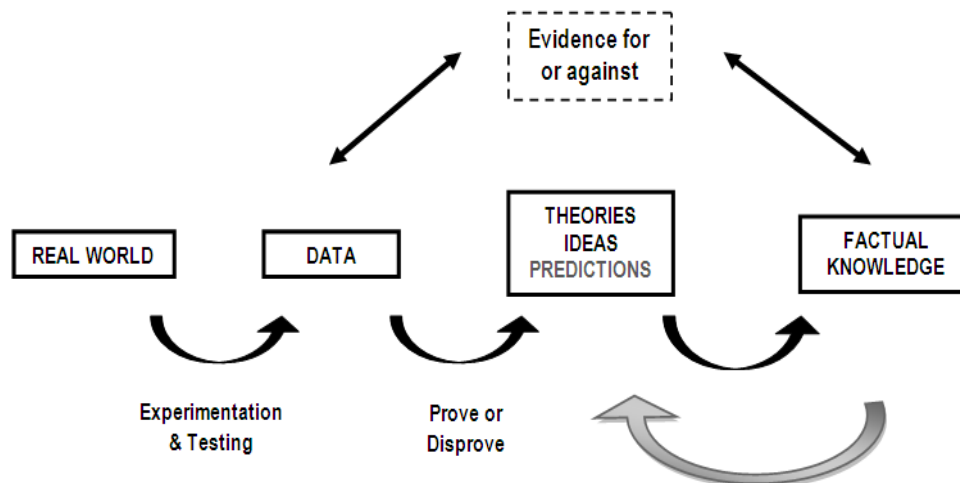 Evidence for
or against
REAL WORLD
DATA
THEORIES
IDEAS
PREDICTIONS
FACTUAL
KNOWLEDGE
Experimentation
& Testing
Prove or
Disprove